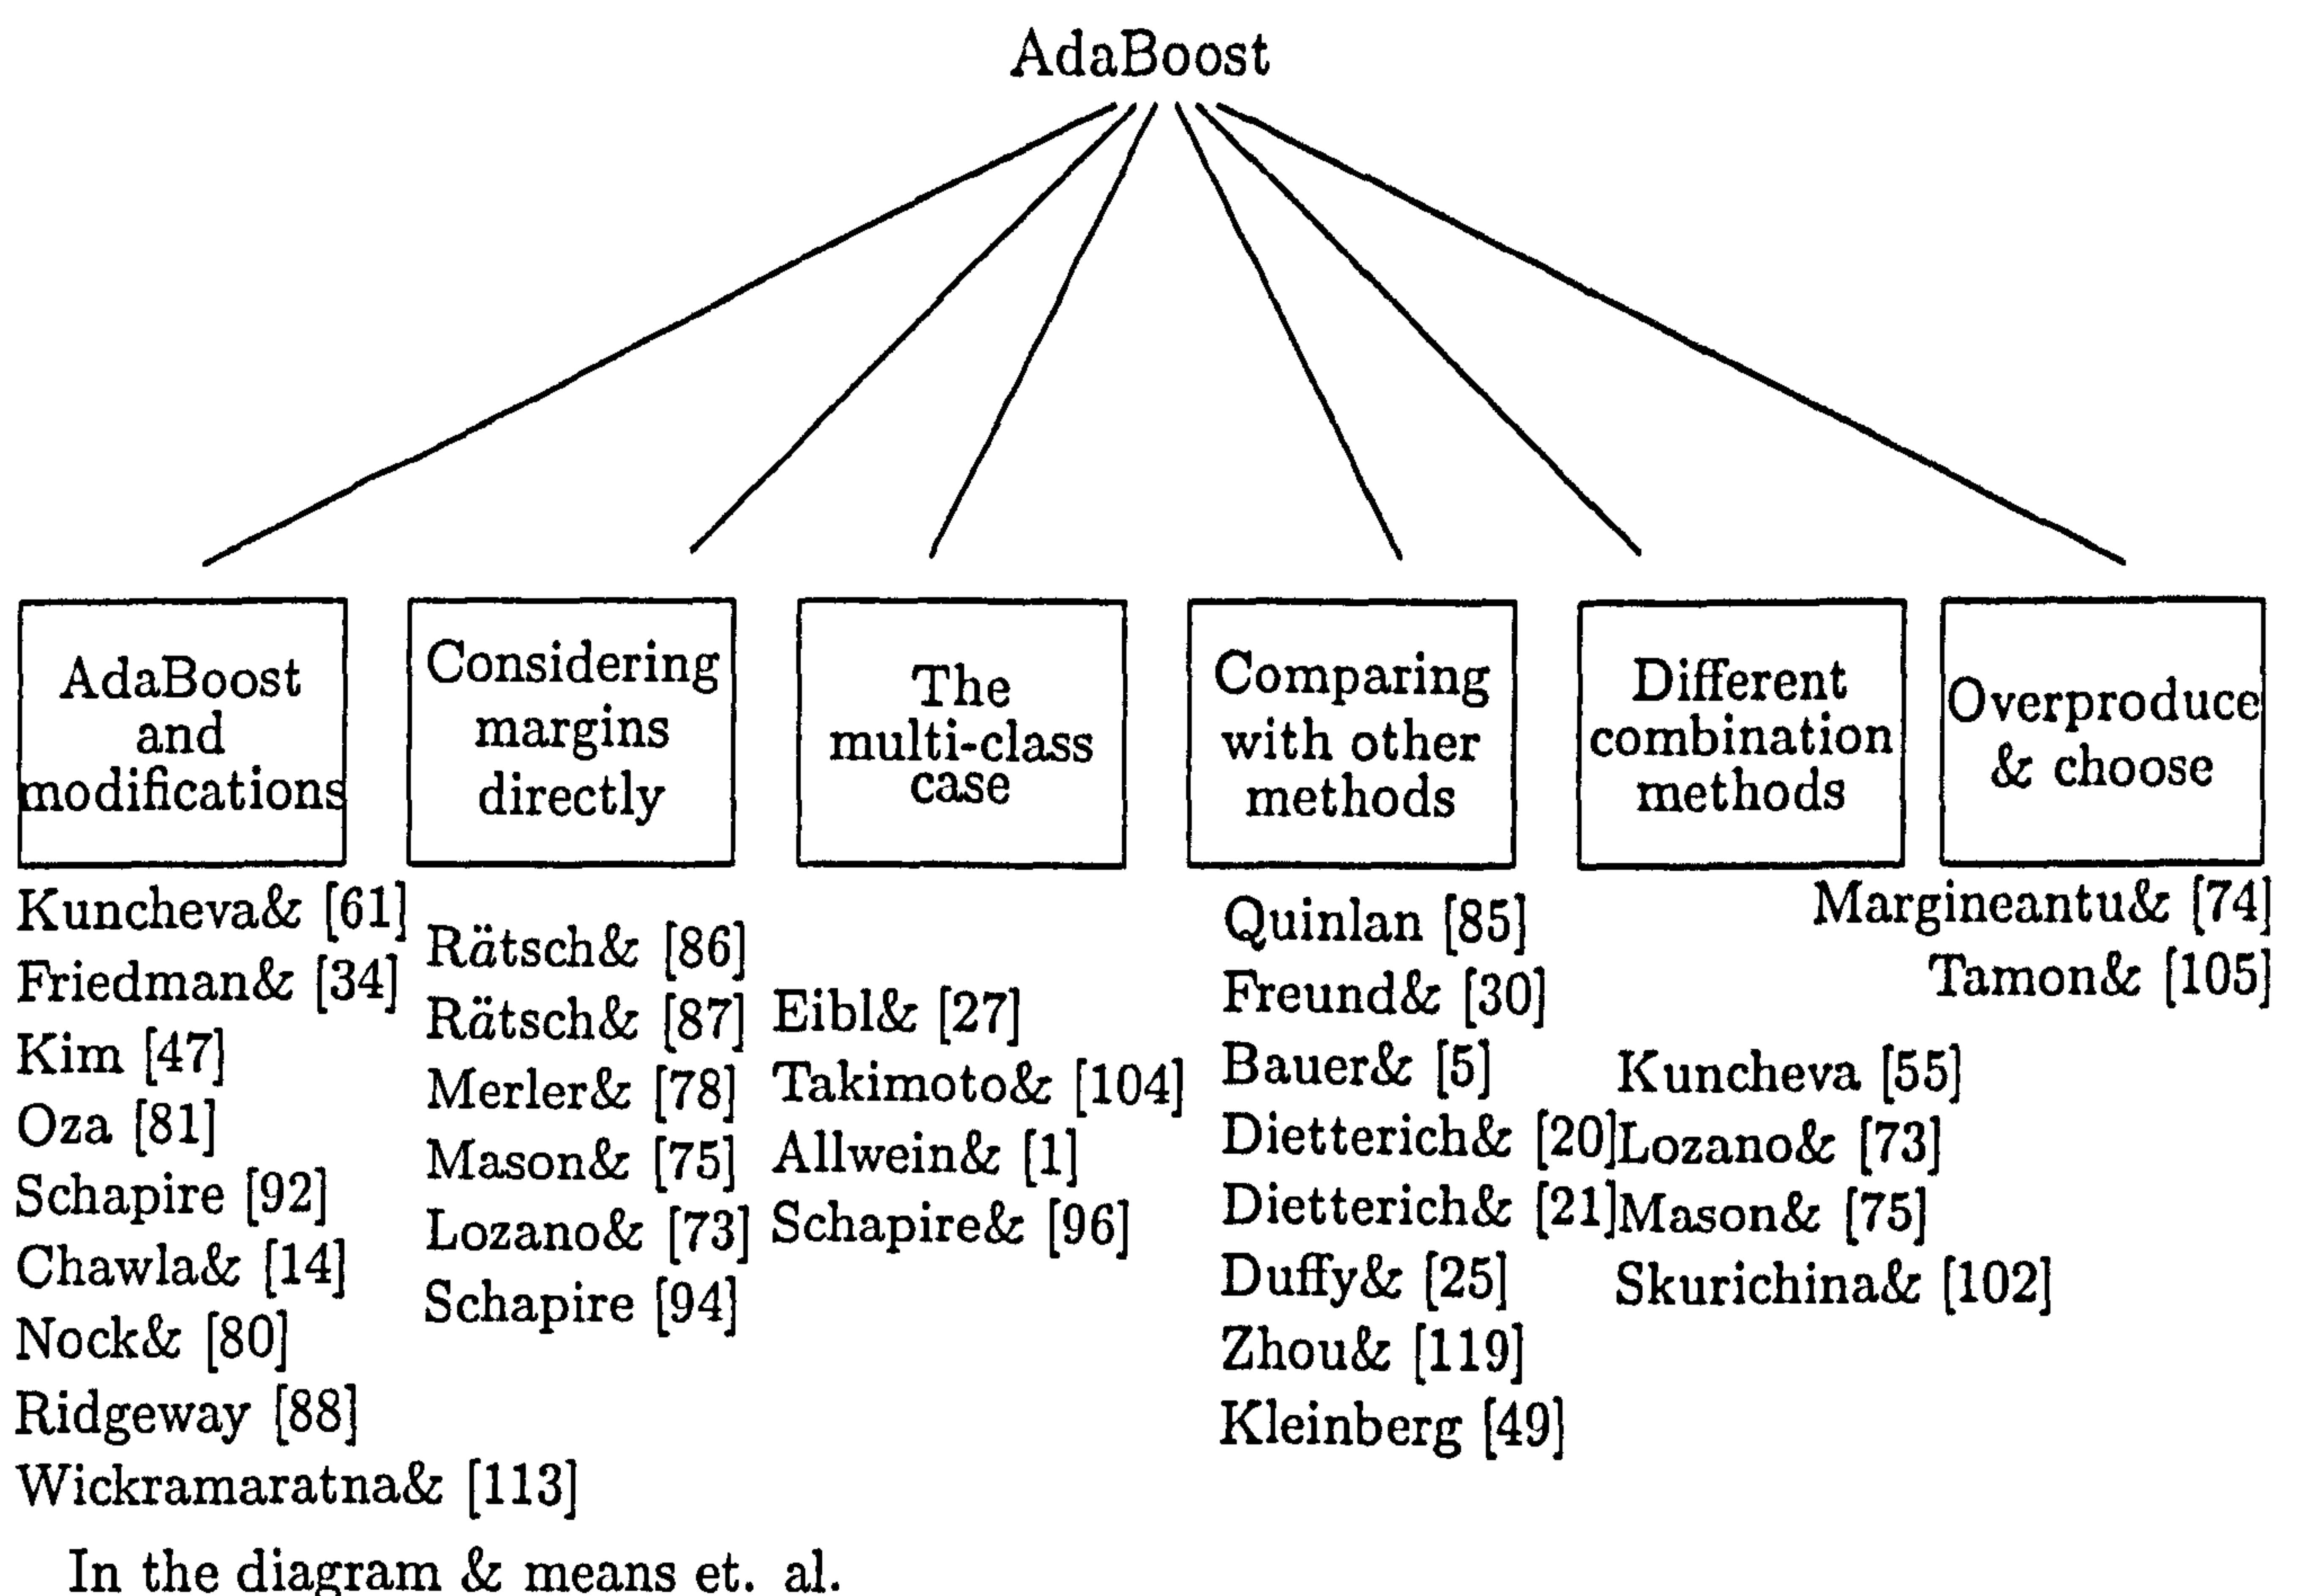 AdaBoost
AdaBoost
and
modifications
Considering
margins
directly
The
multi-class
case
Comparing
with other
methods
Different
combination
methods
Overproduce
& choose
Kuncheva& [61]
Friedman& [34]
Kim [47]
Oza [81]
Schapire [92]
Chawla& [14]
Nock& [80]
Ridgeway [88]
Wickramaratna& [113]
Rätsch& [86]
Rätsch& [87]
Merler& [78]
Mason& [75]
Lozano& [73]
Schapire [94]
Eibl& [27]
Takimoto& [104]
Allwein& [1]
Schapire& [96]
Quinlan [85]
Freund& [30]
Bauer& [5]
Dietterich& [20]
Dietterich& [21]
Duffy& [25]
Zhou& [119]
Kleinberg [49]
Kuncheva [55]
Lozano& [73]
Mason& [75]
Skurichina& [102]
Margineantu& [74]
Tamon& [105]
In the diagram & means et. al.